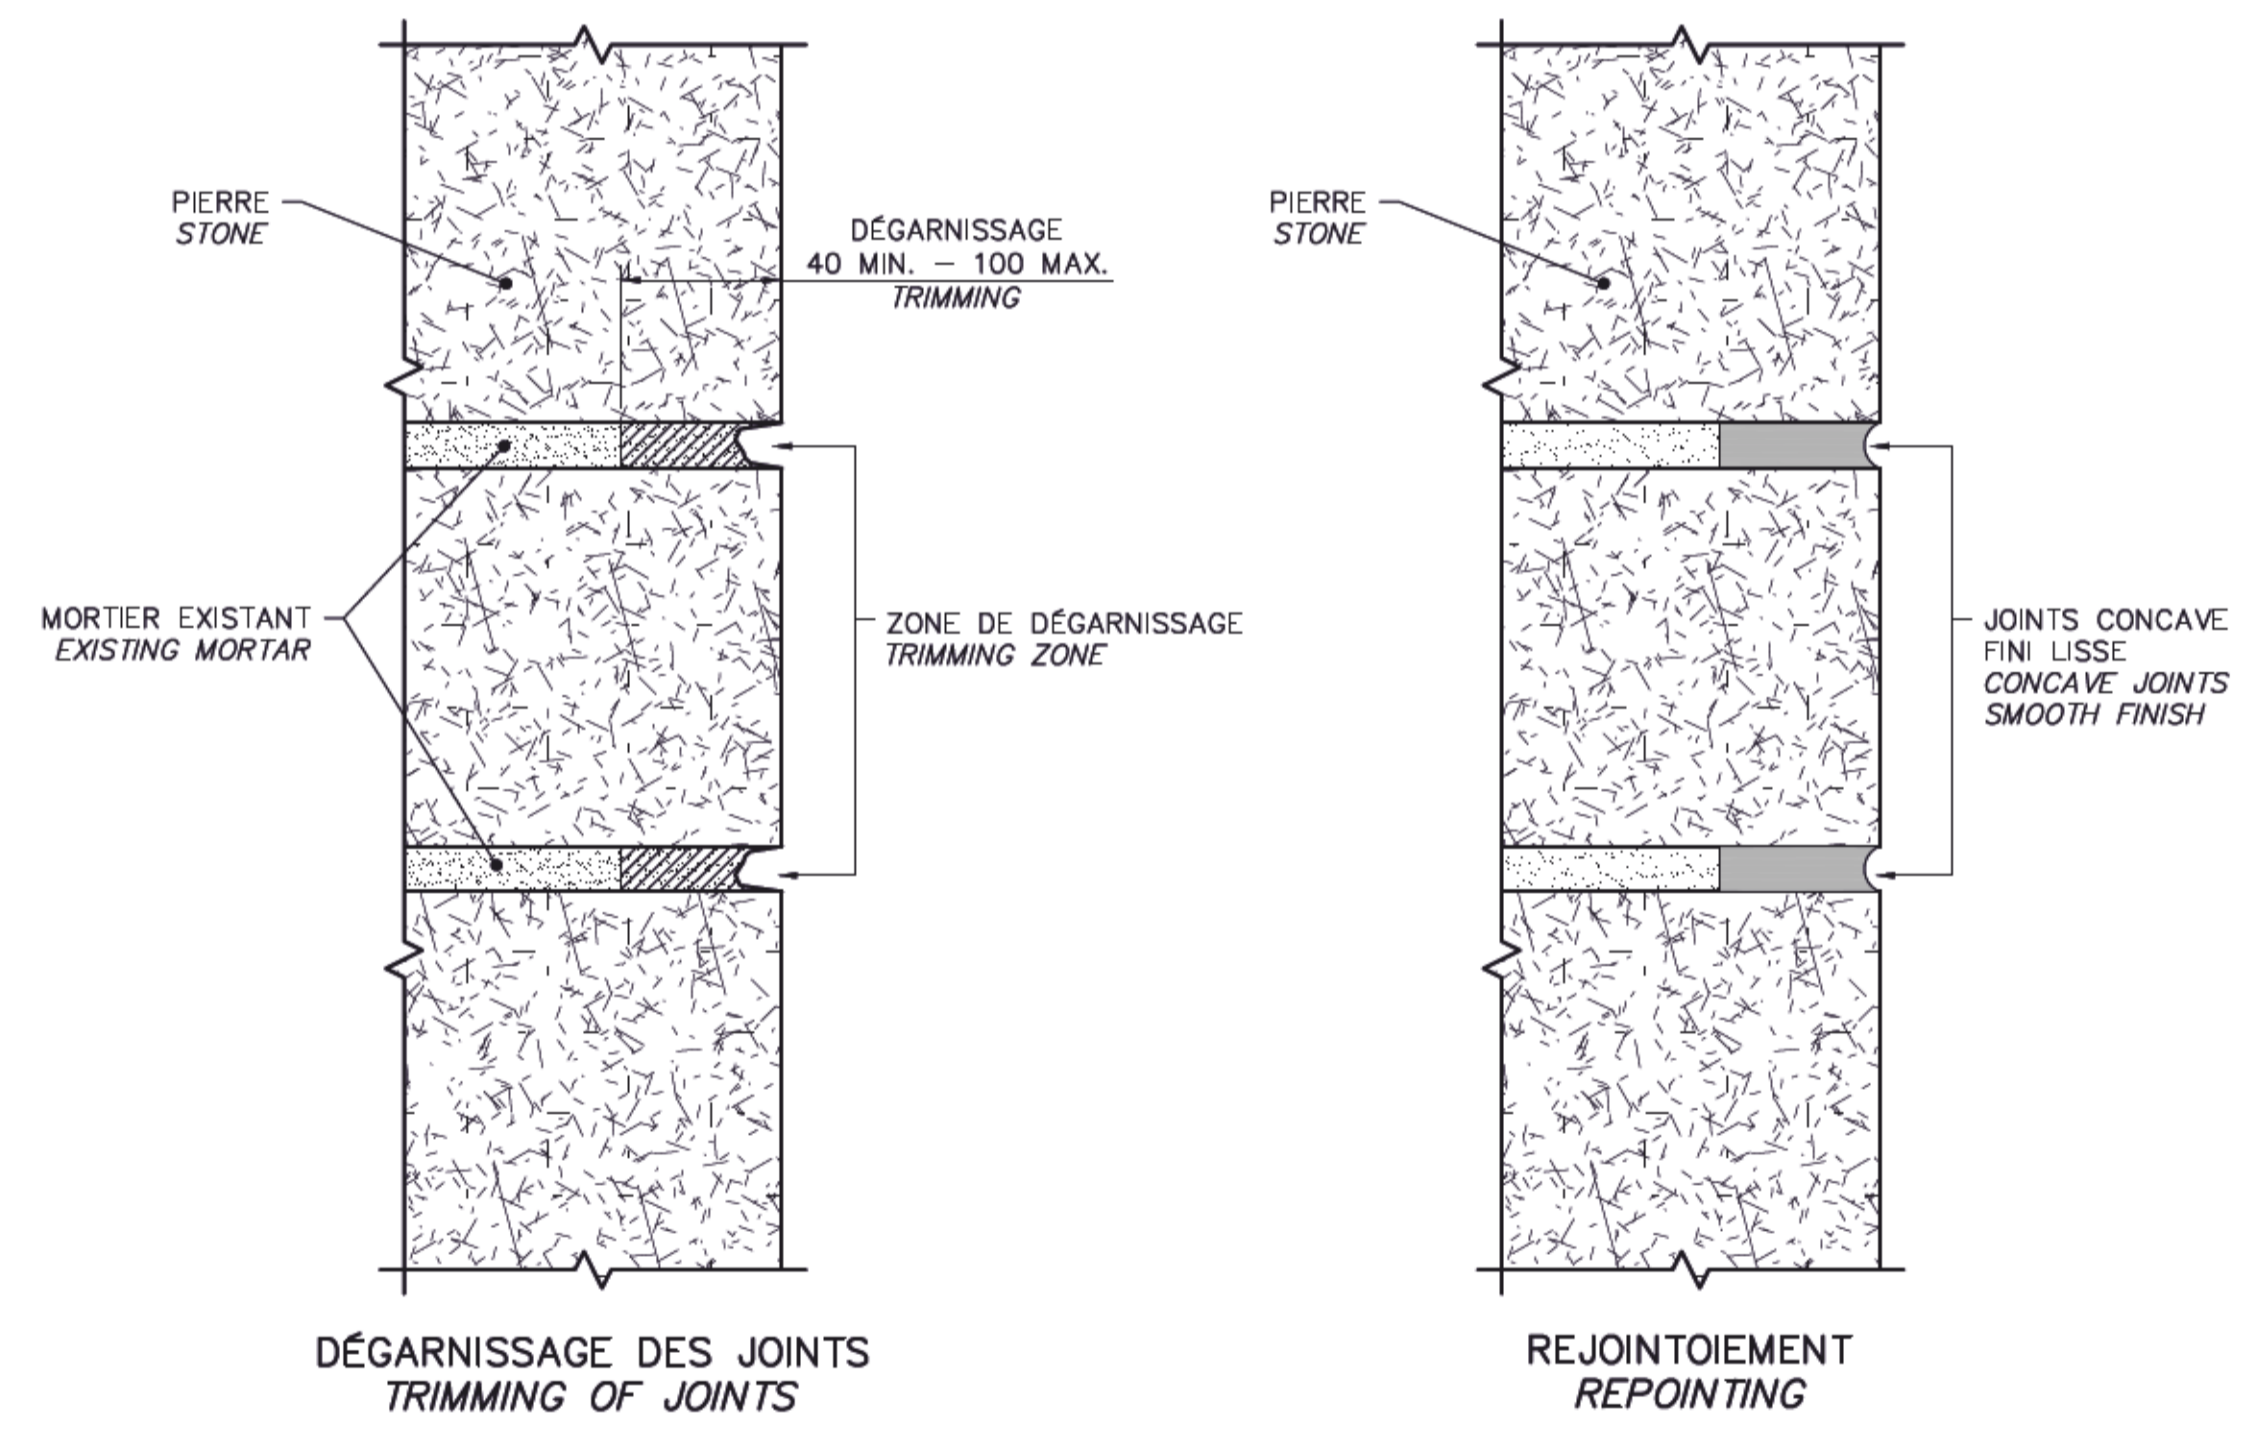 PIERRE
STONE
DÉGARNISSAGE
40 MIN. – 100 MAX.
TRIMMING
MORTIER EXISTANT
EXISTING MORTAR
ZONE DE DÉGARNISSAGE
TRIMMING ZONE
DÉGARNISSAGE DES JOINTS
TRIMMING OF JOINTS
PIERRE
STONE
JOINTS CONCAVE
FINI LISSE
CONCAVE JOINTS
SMOOTH FINISH
REJOINTOIEMENT
REPOINTING